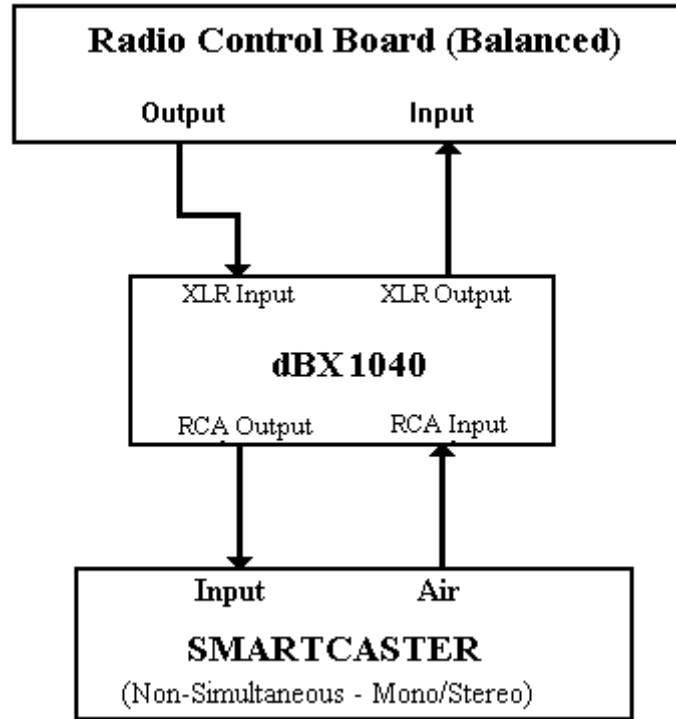 Radio Control Board (Balanced)
Output Input
XLR Input XLR Output
dBX 1040
RCA Output RCA Input
Input Air
SMARTCASTER
(Non-Simultaneous - Mono/Stereo)